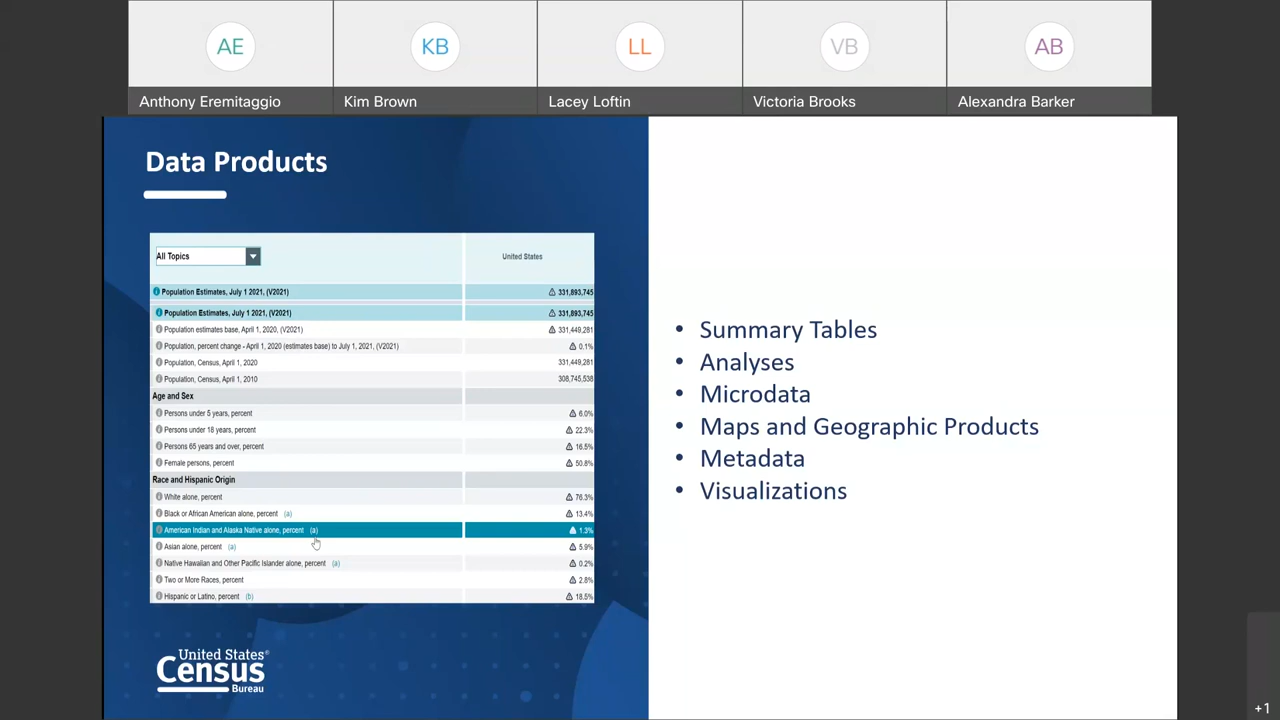 AE
KB
LL
VB
AB
Anthony Eremitaggio
Kim Brown
Lacey Loftin
Victoria Brooks
Alexandra Barker
Data Products
All Topics
United States
Population Estimates, July 1 2021, (V2021) 331,893,745
Population Estimates, July 1 2021, (V2021) 331,893,745
Population estimates base, April 1, 2020, (V2021) 331,449,281
Population, percent change - April 1, 2020 (estimates base) to July 1, 2021, (V2021) 0.1%
Population, Census, April 1, 2020 331,449,281
Population, Census, April 1, 2010 308,745,538
Age and Sex
Persons under 5 years, percent 6.0%
Persons under 18 years, percent 22.3%
Persons 65 years and over, percent 16.5%
Female persons, percent 50.8%
Race and Hispanic Origin
White alone, percent 76.3%
Black or African American alone, percent (a) 13.4%
American Indian and Alaska Native alone, percent (a) 1.3%
Asian alone, percent (a) 5.9%
Native Hawaiian and Other Pacific Islander alone, percent (a) 0.2%
Two or More Races, percent 2.8%
Hispanic or Latino, percent (b) 18.5%
United States®
Census
Bureau
• Summary Tables
• Analyses
• Microdata
• Maps and Geographic Products
• Metadata
• Visualizations
+1